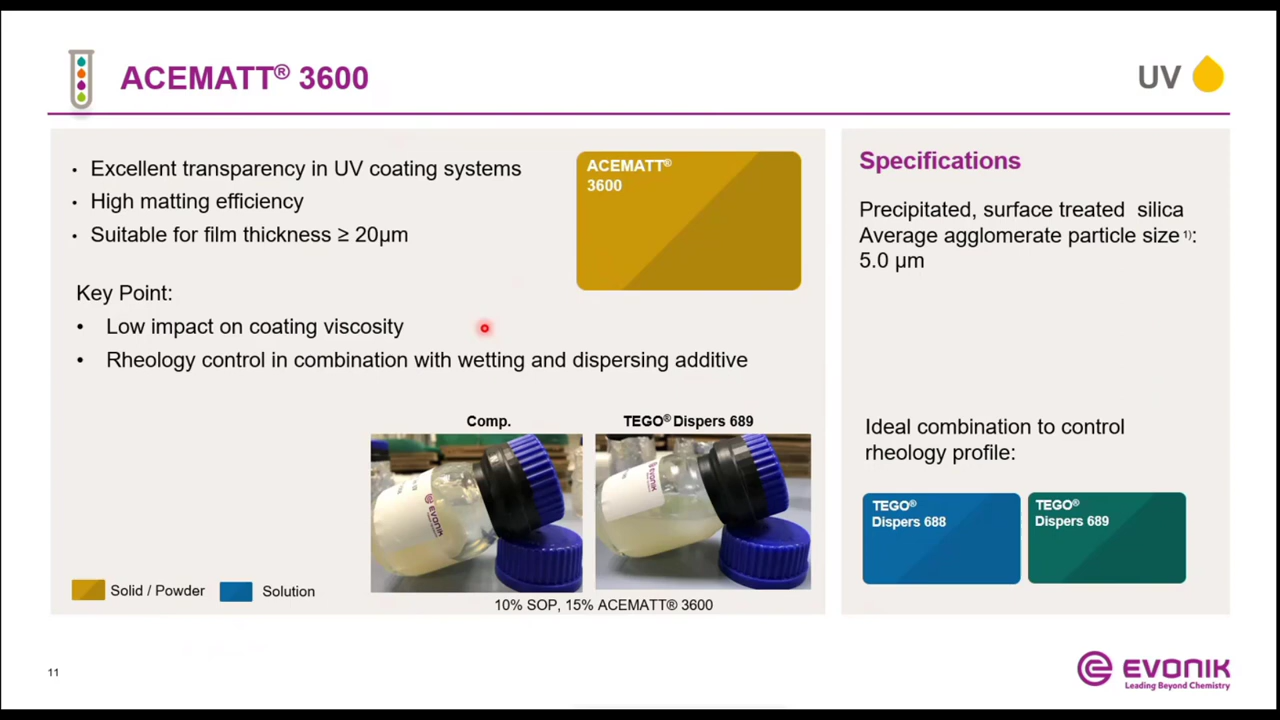 ACEMATT® 3600
UV
• Excellent transparency in UV coating systems
• High matting efficiency
• Suitable for film thickness ≥ 20μm
ACEMATT®
3600
Key Point:
• Low impact on coating viscosity
• Rheology control in combination with wetting and dispersing additive
Comp.
TEGO® Dispers 689
EVONIK
EVONIK
10% SOP, 15% ACEMATT® 3600
Solid / Powder
Solution
Specifications
Precipitated, surface treated silica
Average agglomerate particle size ¹⁾:
5.0 μm
Ideal combination to control
rheology profile:
TEGO®
Dispers 688
TEGO®
Dispers 689
11
EVONIK
Leading Beyond Chemistry